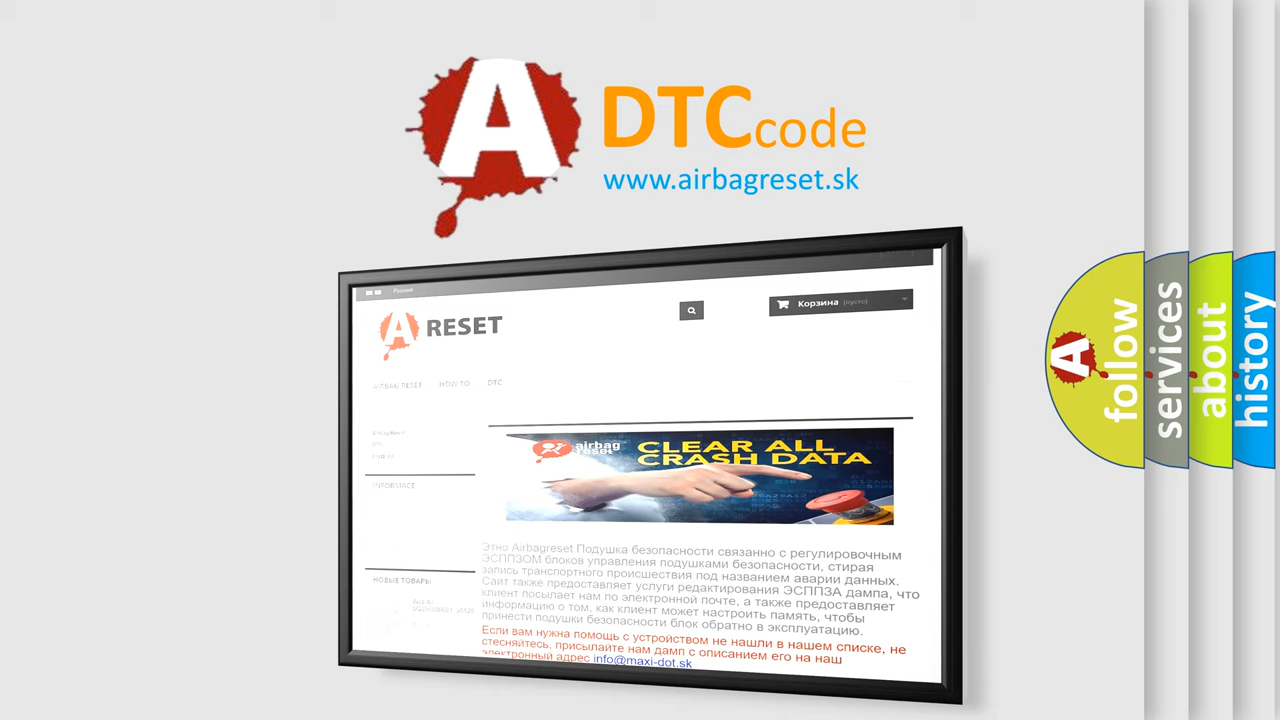 A DTC code
www.airbagreset.sk
Русский
Корзина (пусто)
A RESET
AIRBAG RESET HOW TO DTC
INFORMACE
airbag reset
CLEAR ALL
CRASH DATA
Этно Airbagreset Подушка безопасности связанно с регулировочным
ЭСППЗОМ блоков управления подушками безопасности, стирая
запись транспортного происшествия под названием аварии данных.
Сайт также предоставляет услуги редактирования ЭСППЗА дампа, что
клиент посылает нам по электронной почте, а также предоставляет
информацию о том, как клиент может настроить память, чтобы
принести подушки безопасности блок обратно в эксплуатацию.
Если вам нужна помощь с устройством не нашли в нашем списке, не
стесняйтесь, присылайте нам дамп с описанием его на наш
электронный адрес info@maxi-dot.sk
НОВЫЕ ТОВАРЫ
A
follow
services
about
history